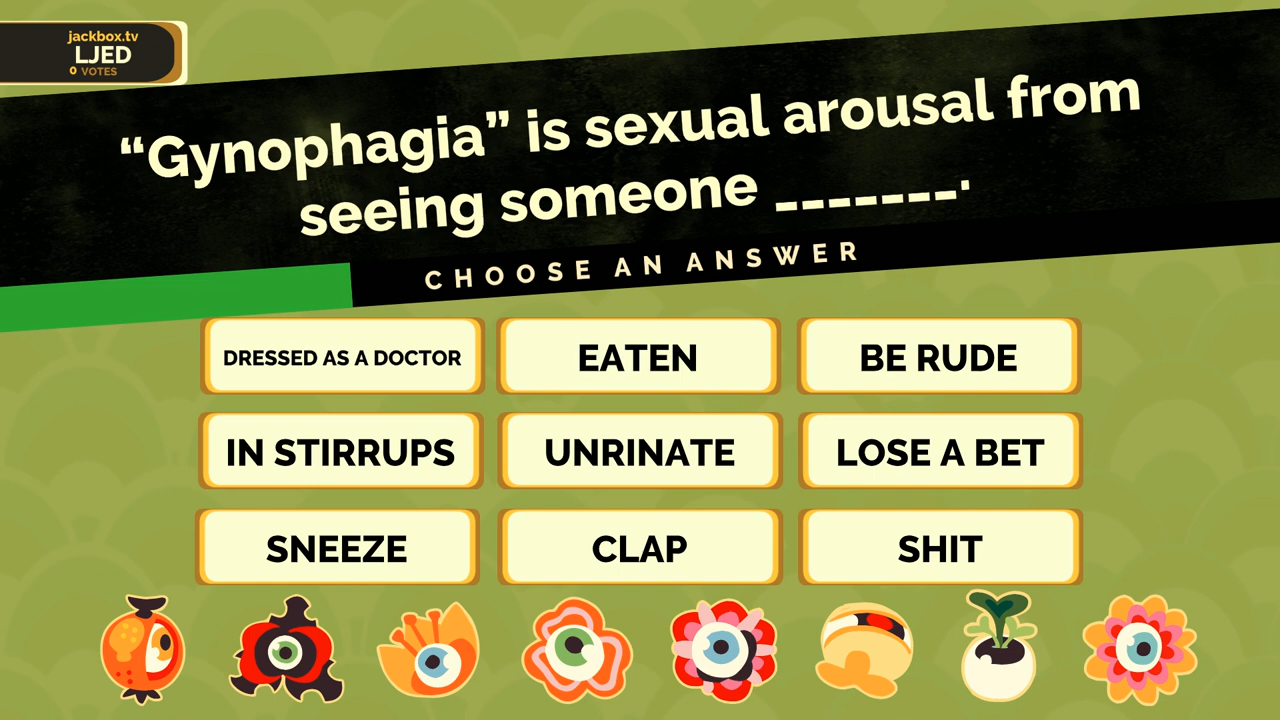 jackbox.tv
LJED
0 VOTES
“Gynophagia” is sexual arousal from
seeing someone _______.
CHOOSE AN ANSWER
DRESSED AS A DOCTOR
EATEN
BE RUDE
IN STIRRUPS
UNRINATE
LOSE A BET
SNEEZE
CLAP
SHIT